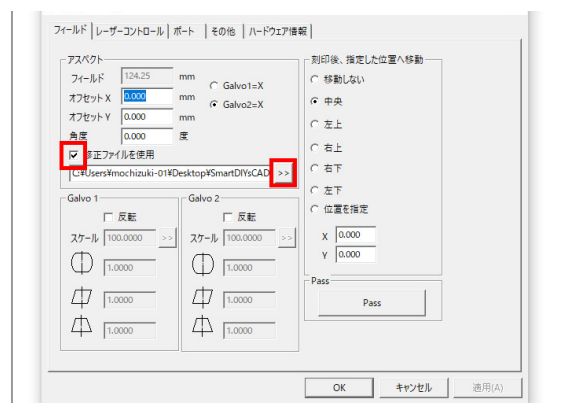 フィールド レーザーコントロール ポート その他 ハードウェア情報
アスペクト
フィールド 124.25 mm
Galvo1=X
オフセット X 0.000 mm
Galvo2=X
オフセット Y 0.000 mm
角度 0.000 度
修正ファイルを使用
C:¥Users¥mochizuki-01¥Desktop¥SmartDIYsCAD >>
Galvo 1
反転
スケール 100.0000 >>
1.0000
1.0000
1.0000
Galvo 2
反転
スケール 100.0000 >>
1.0000
1.0000
1.0000
刻印後、指定した位置へ移動
移動しない
中央
左上
右上
右下
左下
位置を指定
X 0.000
Y 0.000
Pass
Pass
OK キャンセル 適用(A)